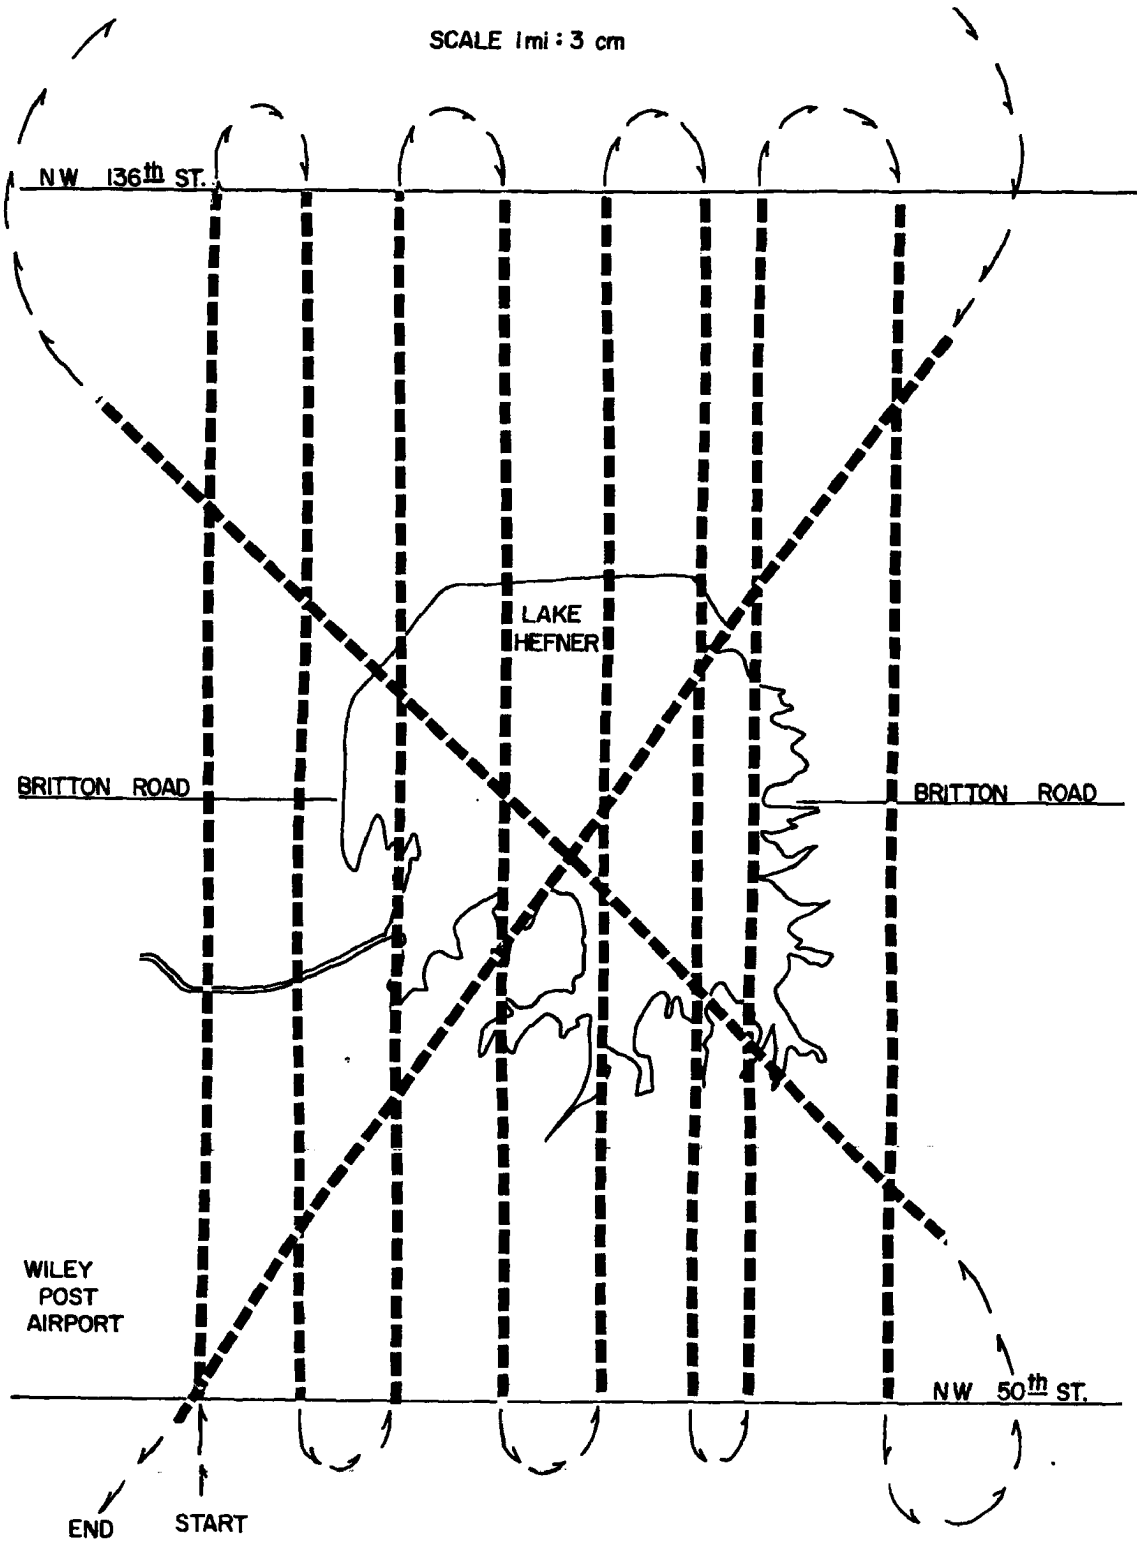 SCALE 1mi : 3 cm
NW 136th ST.
LAKE
HEFNER
BRITTON ROAD
BRITTON ROAD
WILEY
POST
AIRPORT
NW 50th ST.
END
START